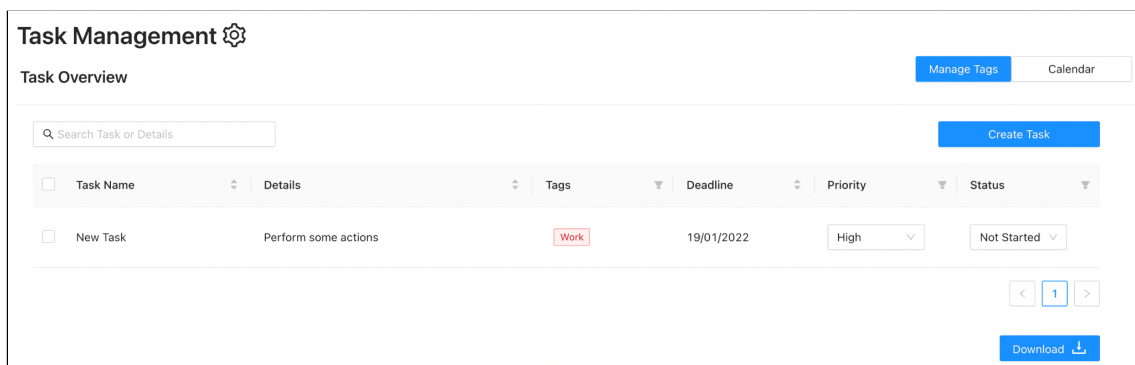 Task Management
Task Overview
Manage Tags Calendar
Search Task or Details
Create Task
Task Name Details Tags Deadline Priority Status
New Task Perform some actions Work 19/01/2022 High Not Started
< 1 >
Download